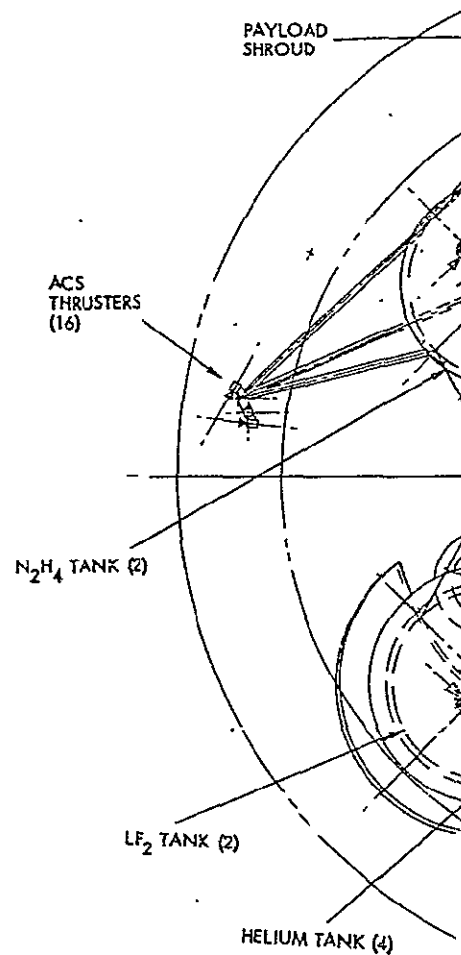 PAYLOAD
SHROUD
ACS
THRUSTERS
(16)
N₂H₄ TANK (2)
LF₂ TANK (2)
HELIUM TANK (4)